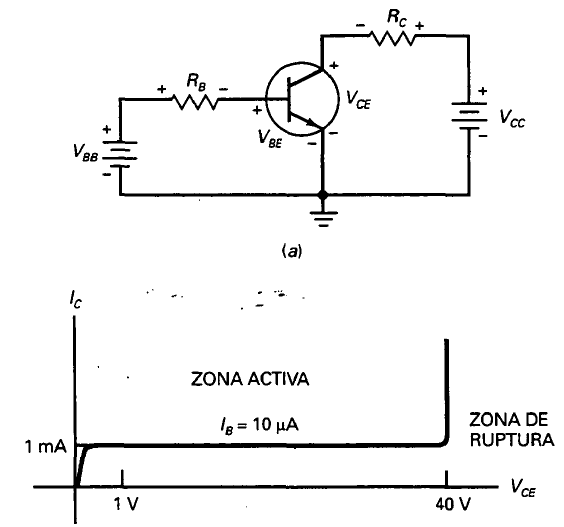 − R_C +
+ R_B −
+
+
V_CE
+
V_BE
−
−
+
V_BB
−
+
V_CC
−
(a)
I_C
ZONA ACTIVA
I_B = 10 μA
ZONA DE
RUPTURA
1 mA
1 V
40 V
V_CE